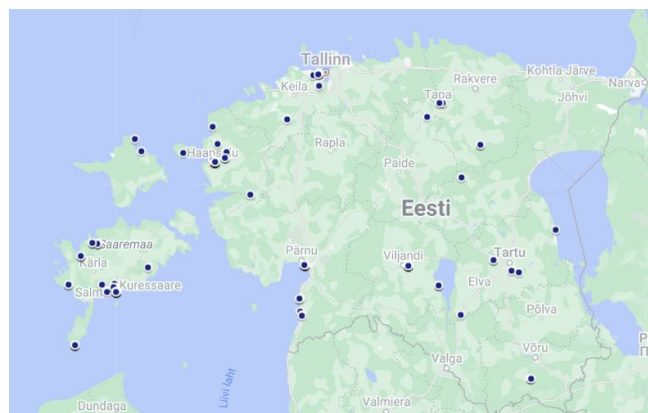 Tallinn
Kohtla-Järve
Keila
Rakvere
Narva
Tapa
Jõhvi
Rapla
Haapsalu
Paide
Eesti
Saaremaa
Pärnu
Viljandi
Tartu
Kärla
Kuressaare
Elva
Põlva
Valga
Võru
Liivi laht
Valmiera
Dundaga